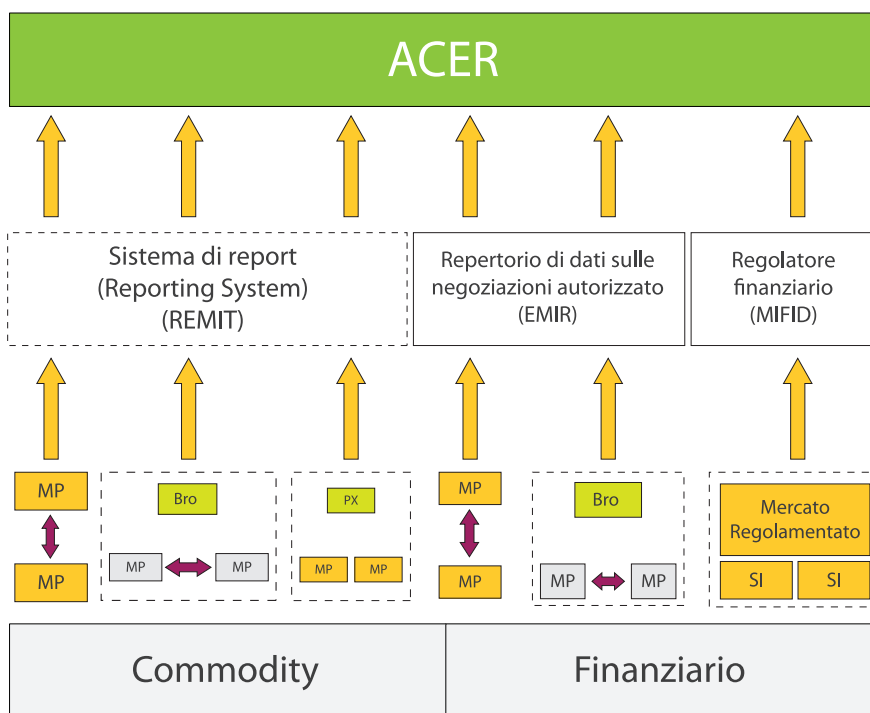 ACER
Sistema di report
(Reporting System)
(REMIT)
Repertorio di dati sulle
negoziazioni autorizzato
(EMIR)
Regolatore
finanziario
(MIFID)
MP
MP
Bro
MP
MP
PX
MP
MP
MP
MP
Bro
MP
MP
Mercato
Regolamentato
SI
SI
Commodity
Finanziario